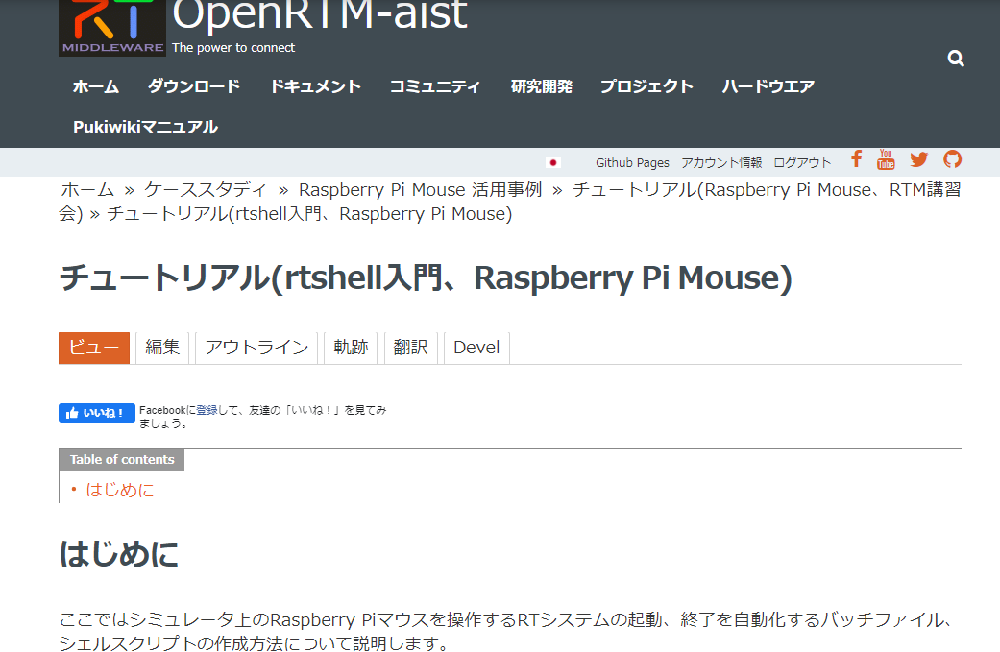 OpenRTM-aist
RT
MIDDLEWARE
The power to connect
ホーム ダウンロード ドキュメント コミュニティ 研究開発 プロジェクト ハードウエア
Pukiwikiマニュアル
Github Pages アカウント情報 ログアウト You Tube
ホーム » ケーススタディ » Raspberry Pi Mouse 活用事例 » チュートリアル(Raspberry Pi Mouse、RTM講習
会) » チュートリアル(rtshell入門、Raspberry Pi Mouse)
チュートリアル(rtshell入門、Raspberry Pi Mouse)
ビュー 編集 アウトライン 軌跡 翻訳 Devel
いいね！ Facebookに登録して、友達の「いいね！」を見てみ
ましょう。
Table of contents
• はじめに
はじめに
ここではシミュレータ上のRaspberry Piマウスを操作するRTシステムの起動、終了を自動化するバッチファイル、
シェルスクリプトの作成方法について説明します。